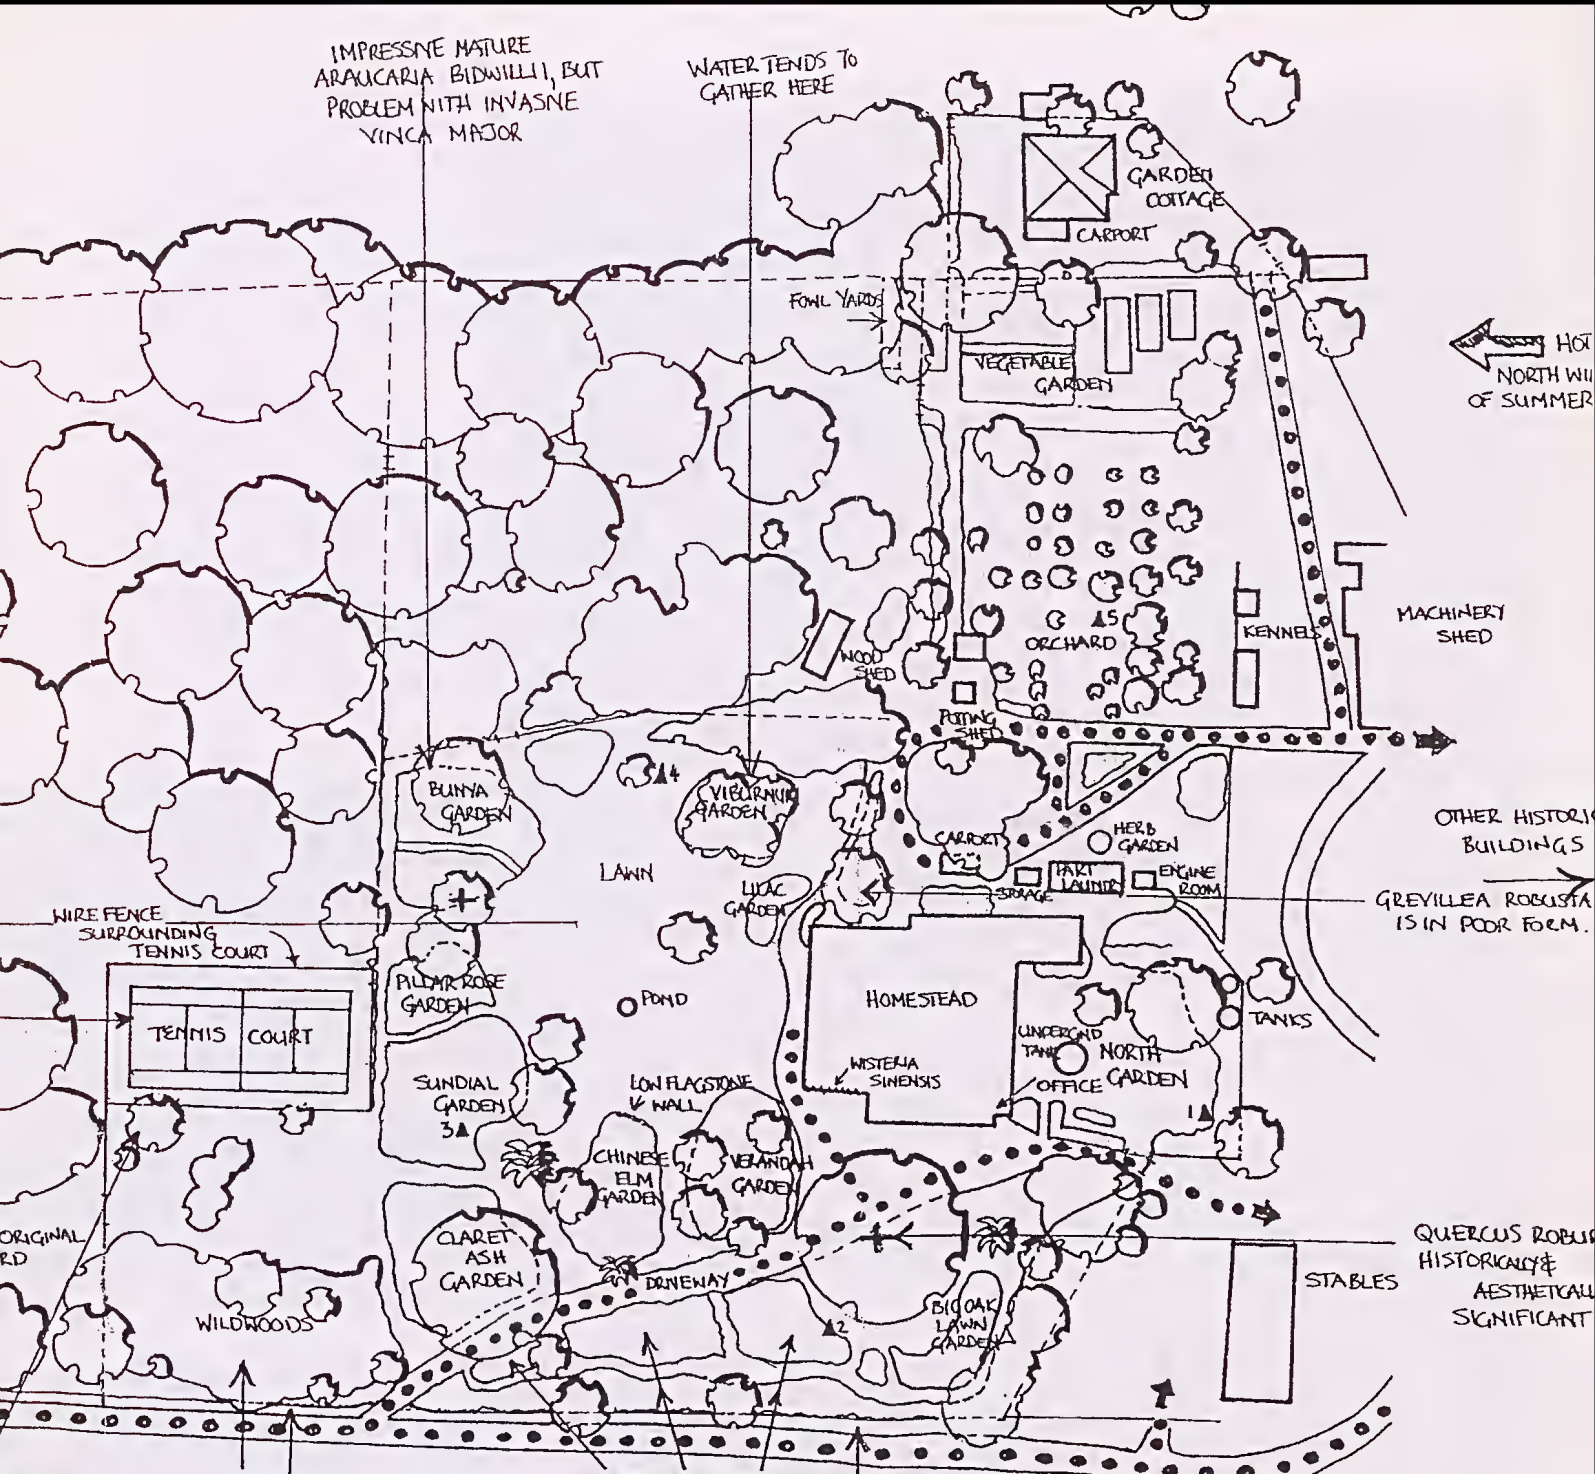 IMPRESSIVE MATURE
ARAUCARIA BIDWILLII, BUT
PROBLEM WITH INVASIVE
VINCA MAJOR
WATER TENDS TO
GATHER HERE
GARDEN
COTTAGE
CARPORT
FOWL YARDS
VEGETABLE
GARDEN
HOT
NORTH WI
OF SUMMER
5
ORCHARD
KENNELS
MACHINERY
SHED
WOOD
SHED
POTTING
SHED
BUNYA
GARDEN
4
VIBURNUM
GARDEN
CARPORT
HERB
GARDEN
OTHER HISTORIC
BUILDINGS
LAWN
LILAC
GARDEN
STORAGE
PART
LAUNDRY
ENGINE
ROOM
GREVILLEA ROBUSTA
IS IN POOR FORM.
WIRE FENCE
SURROUNDING
TENNIS COURT
PILLAR ROSE
GARDEN
POND
HOMESTEAD
TANKS
TENNIS COURT
UNDERGND
TANK
NORTH
GARDEN
WISTERIA
SINENSIS
OFFICE
SUNDIAL
GARDEN
3
LOW FLAGSTONE
WALL
1
CHINESE
ELM
GARDEN
VERANDAH
GARDEN
ORIGINAL
RD
CLARET
ASH
GARDEN
DRIVEWAY
QUERCUS ROBUR
HISTORICALLY &
AESTHETICAL
SIGNIFICANT
STABLES
WILDWOODS
2
BIG OAK
LAWN
GARDEN